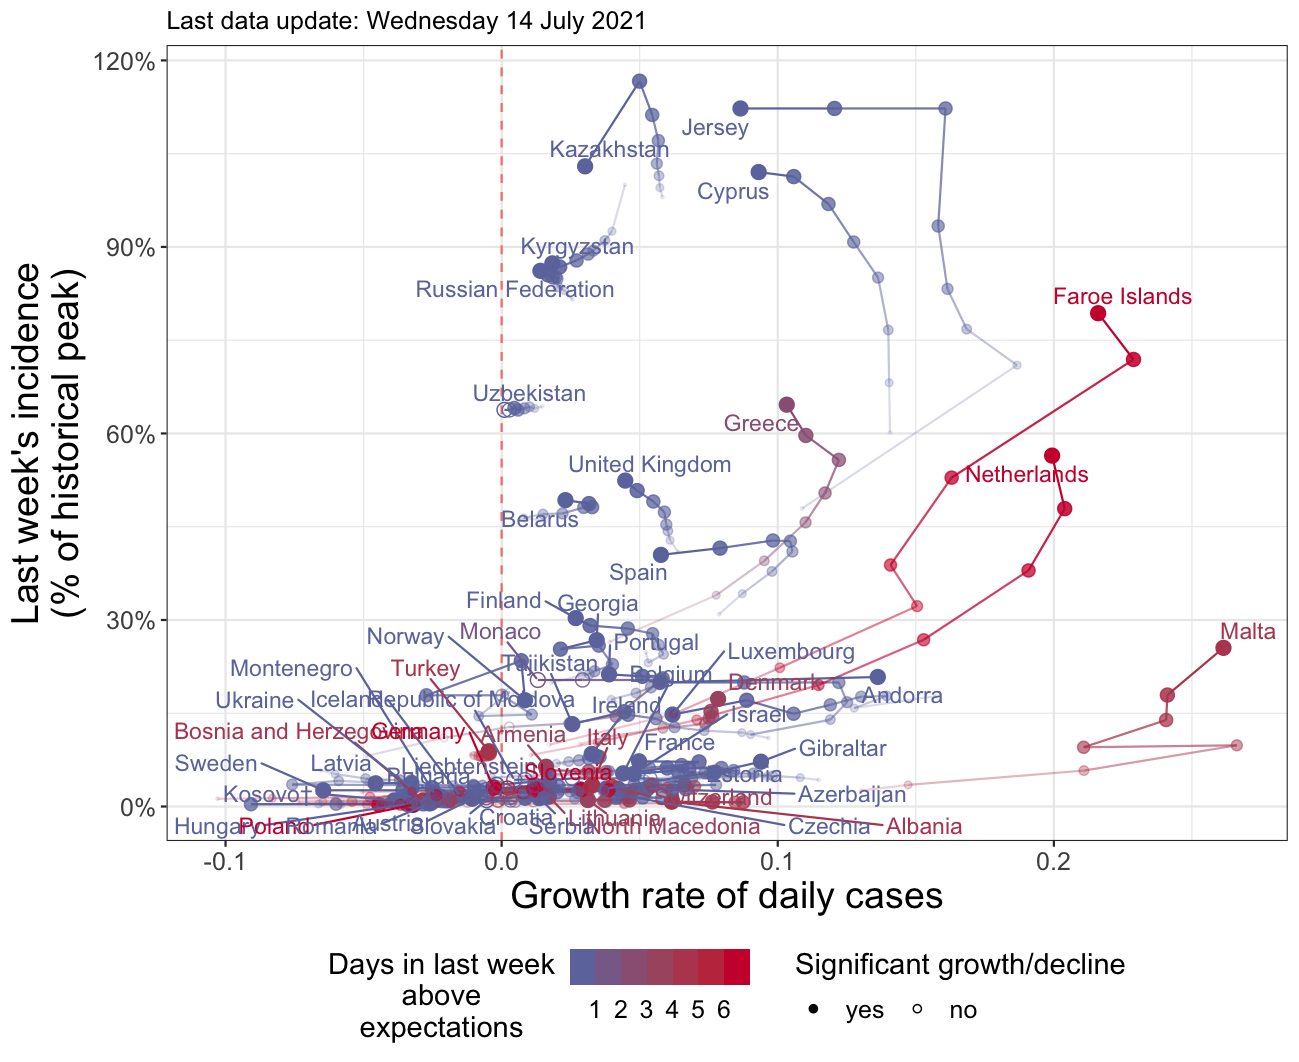 Last data update: Wednesday 14 July 2021
Last week's incidence
(% of historical peak)
120%
90%
60%
30%
0%
Jersey
Kazakhstan
Cyprus
Kyrgyzstan
Russian Federation
Faroe Islands
Uzbekistan
Greece
United Kingdom
Netherlands
Belarus
Spain
Finland
Georgia
Norway
Monaco
Portugal
Malta
Montenegro
Turkey
Tajikistan
Belgium
Luxembourg
Ukraine
Iceland
Republic of Moldova
Denmark
Andorra
Ireland
Israel
Bosnia and Herzegovina
Germany
Armenia
Italy
France
Gibraltar
Sweden
Latvia
Liechtenstein
Bulgaria
Slovenia
Estonia
Kosovo†
Switzerland
Azerbaijan
Hungary
Poland
Romania
Austria
Slovakia
Croatia
Serbia
Lithuania
North Macedonia
Czechia
Albania
-0.1
0.0
0.1
0.2
Growth rate of daily cases
Days in last week
above
expectations
1 2 3 4 5 6
Significant growth/decline
yes
no